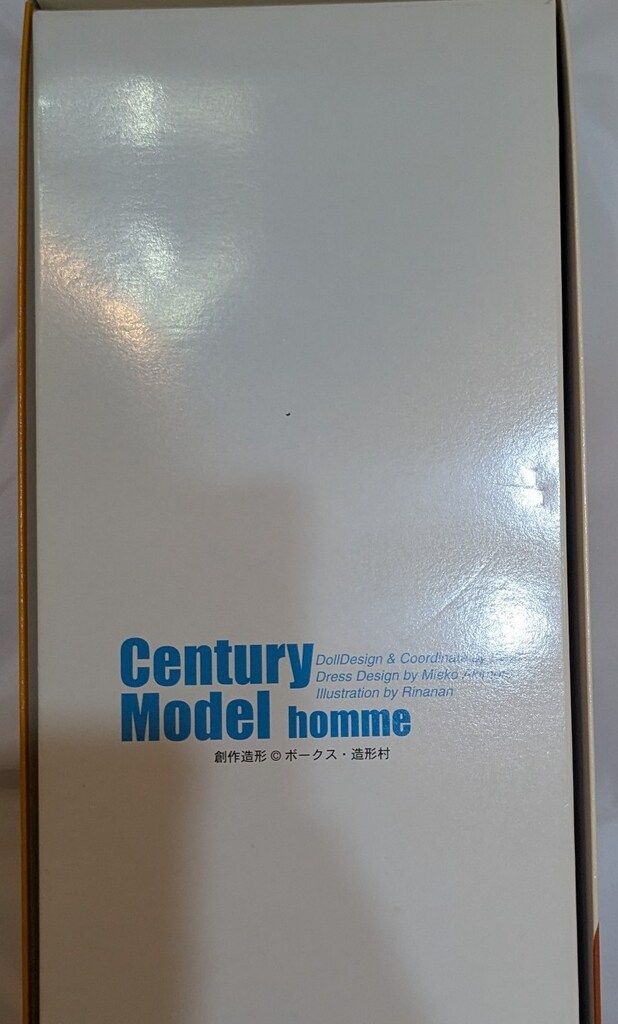 Century
Model homme
DollDesign & Coordinate by
Dress Design by Mieko
Illustration by Rinanan
創作造形 © ボークス・造形村